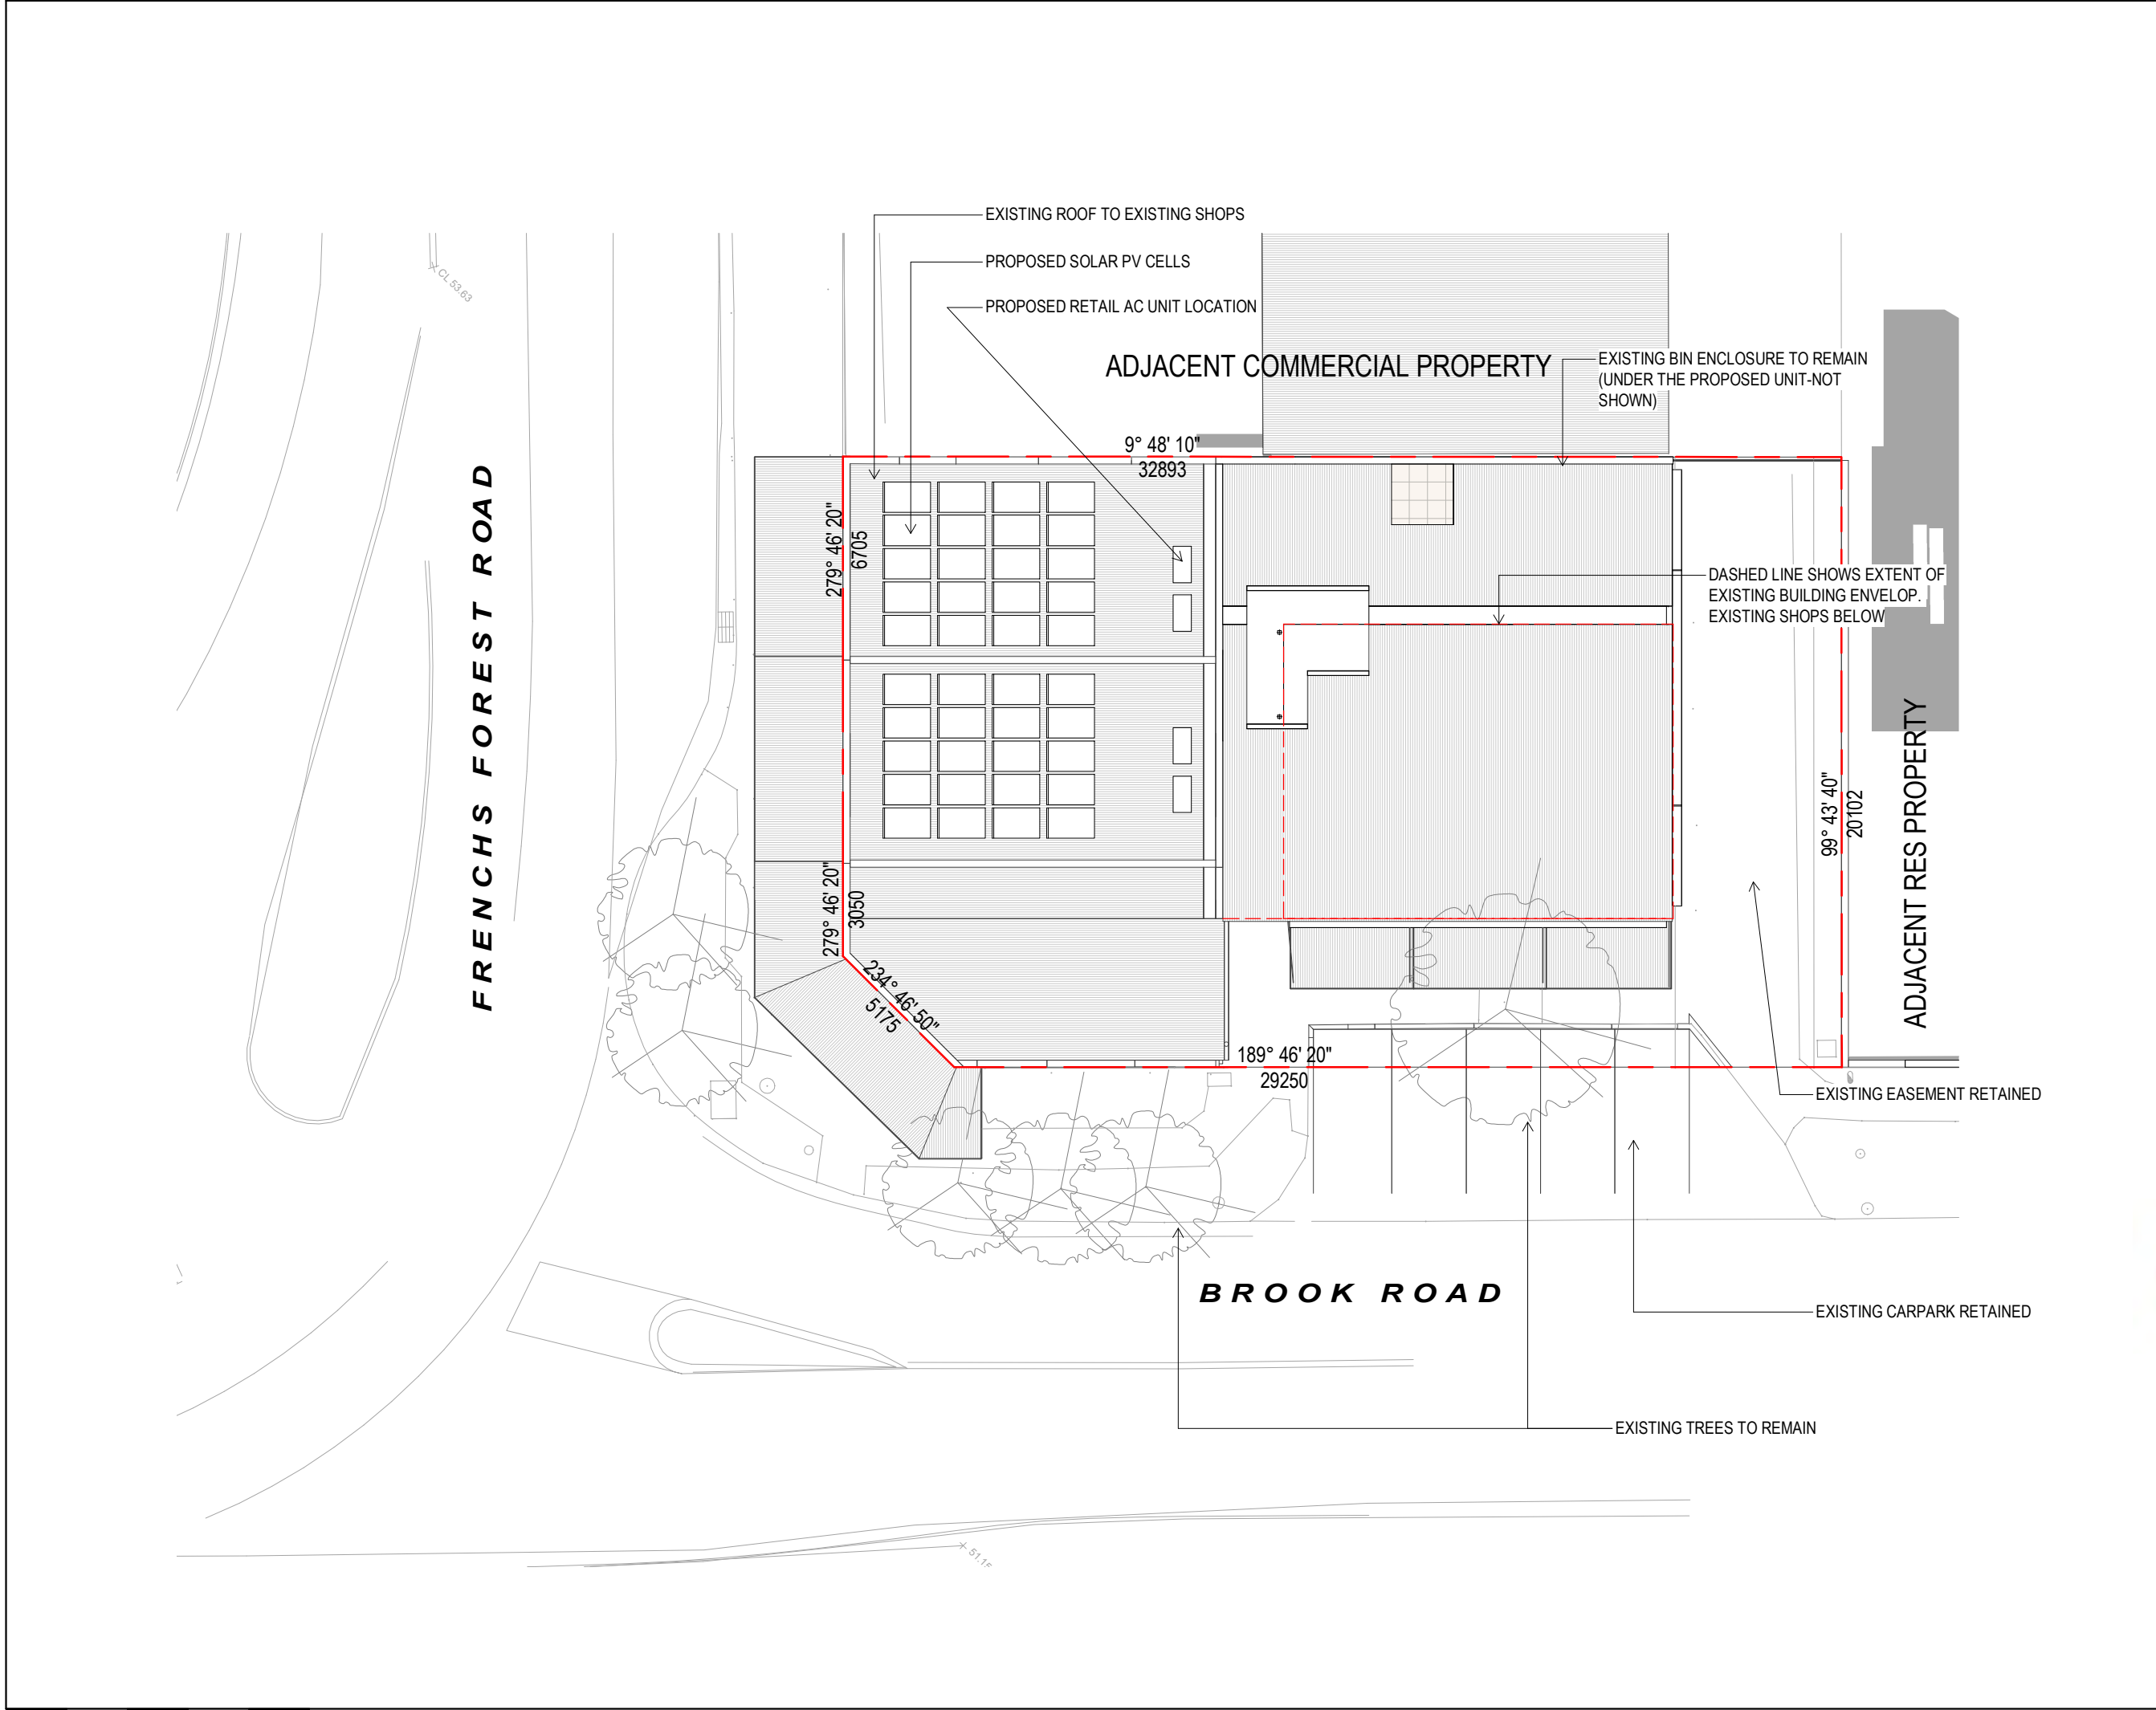 EXISTING ROOF TO EXISTING SHOPS
PROPOSED SOLAR PV CELLS
CL 53.63
PROPOSED RETAIL AC UNIT LOCATION
ADJACENT COMMERCIAL PROPERTY
EXISTING BIN ENCLOSURE TO REMAIN
(UNDER THE PROPOSED UNIT-NOT
SHOWN)
9° 48' 10"
32893
279° 46' 20"
6705
FRENCHS FOREST ROAD
DASHED LINE SHOWS EXTENT OF
EXISTING BUILDING ENVELOP.
EXISTING SHOPS BELOW
99° 43' 40"
20102
ADJACENT RES PROPERTY
279° 46' 20"
3050
234° 46' 50"
5175
189° 46' 20"
29250
EXISTING EASEMENT RETAINED
BROOK ROAD
EXISTING CARPARK RETAINED
EXISTING TREES TO REMAIN